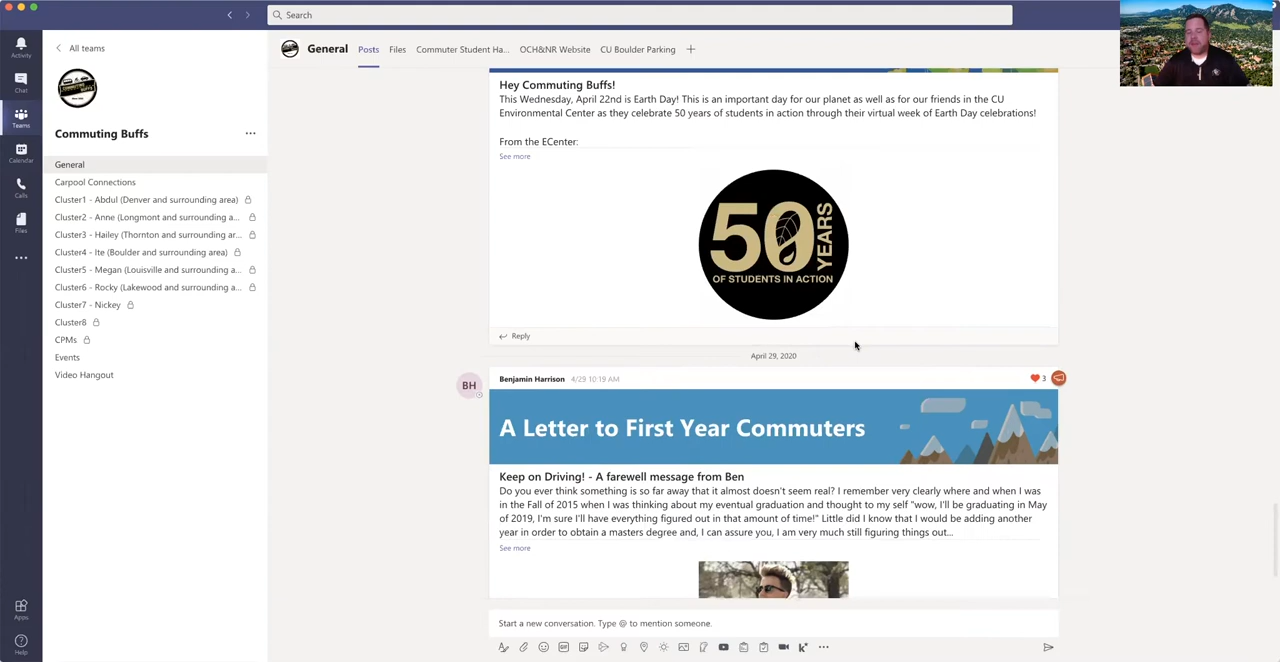 Search
Activity
Chat
Teams
Calendar
Calls
Files
Apps
Help
All teams
Commuting Buffs
General
Carpool Connections
Cluster1 - Abdul (Denver and surrounding area)
Cluster2 - Anne (Longmont and surrounding a...
Cluster3 - Hailey (Thornton and surrounding ar...
Cluster4 - Ite (Boulder and surrounding area)
Cluster5 - Megan (Louisville and surrounding a...
Cluster6 - Rocky (Lakewood and surrounding a...
Cluster7 - Nickey
Cluster8
CPMs
Events
Video Hangout
General Posts Files Commuter Student Ha... OCH&NR Website CU Boulder Parking
Hey Commuting Buffs!
This Wednesday, April 22nd is Earth Day! This is an important day for our planet as well as for our friends in the CU
Environmental Center as they celebrate 50 years of students in action through their virtual week of Earth Day celebrations!
From the ECenter:
See more
50 YEARS
OF STUDENTS IN ACTION
Reply
April 29, 2020
BH
Benjamin Harrison 4/29 10:19 AM
3
A Letter to First Year Commuters
Keep on Driving! - A farewell message from Ben
Do you ever think something is so far away that it almost doesn't seem real? I remember very clearly where and when I was
in the Fall of 2015 when I was thinking about my eventual graduation and thought to my self "wow, I'll be graduating in May
of 2019, I'm sure I'll have everything figured out in that amount of time!" Little did I know that I would be adding another
year in order to obtain a masters degree and, I can assure you, I am very much still figuring things out...
See more
Start a new conversation. Type @ to mention someone.
GIF